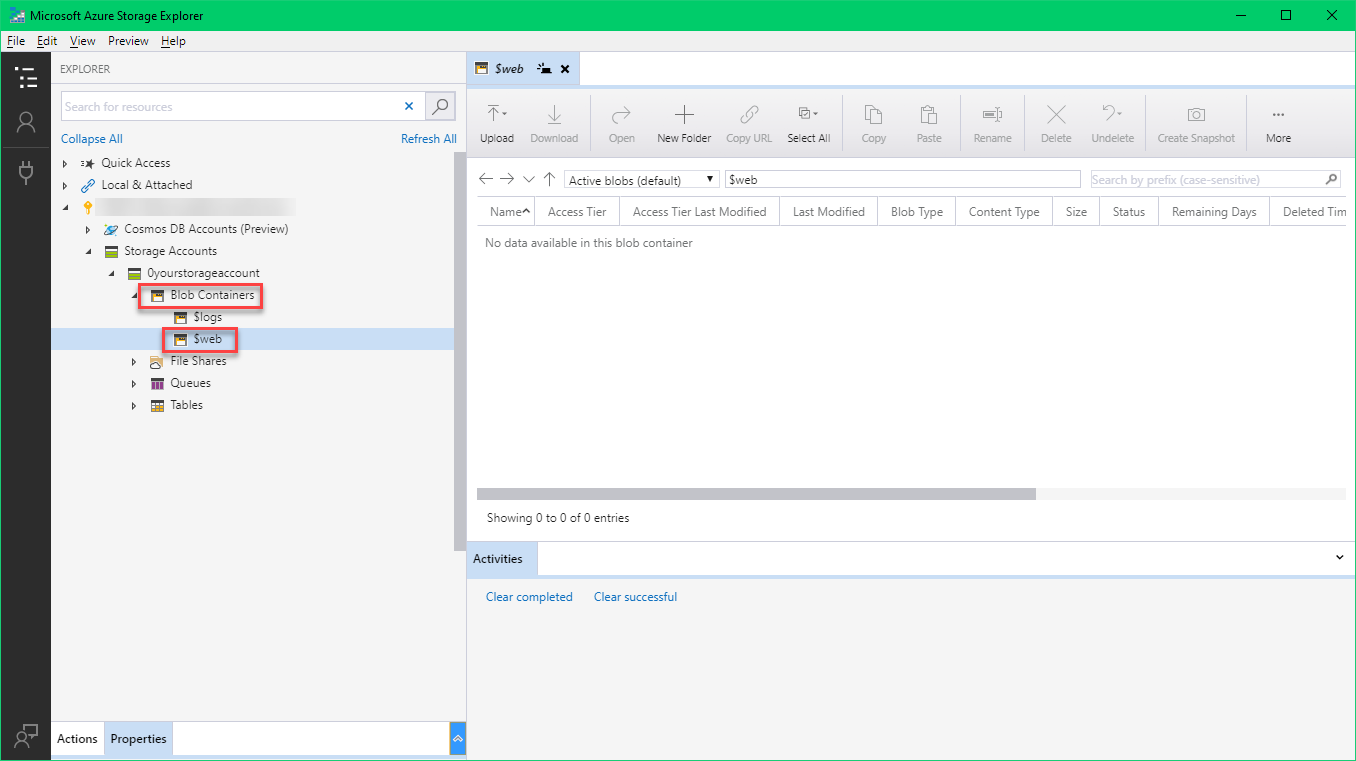 Microsoft Azure Storage Explorer
File Edit View Preview Help
EXPLORER
Search for resources
Collapse All Refresh All
Quick Access
Local & Attached
Cosmos DB Accounts (Preview)
Storage Accounts
0yourstorageaccount
Blob Containers
$logs
$web
File Shares
Queues
Tables
Actions Properties
$web
Upload Download Open New Folder Copy URL Select All Copy Paste Rename Delete Undelete Create Snapshot More
Active blobs (default) $web Search by prefix (case-sensitive)
Name Access Tier Access Tier Last Modified Last Modified Blob Type Content Type Size Status Remaining Days Deleted Tim
No data available in this blob container
Showing 0 to 0 of 0 entries
Activities
Clear completed Clear successful